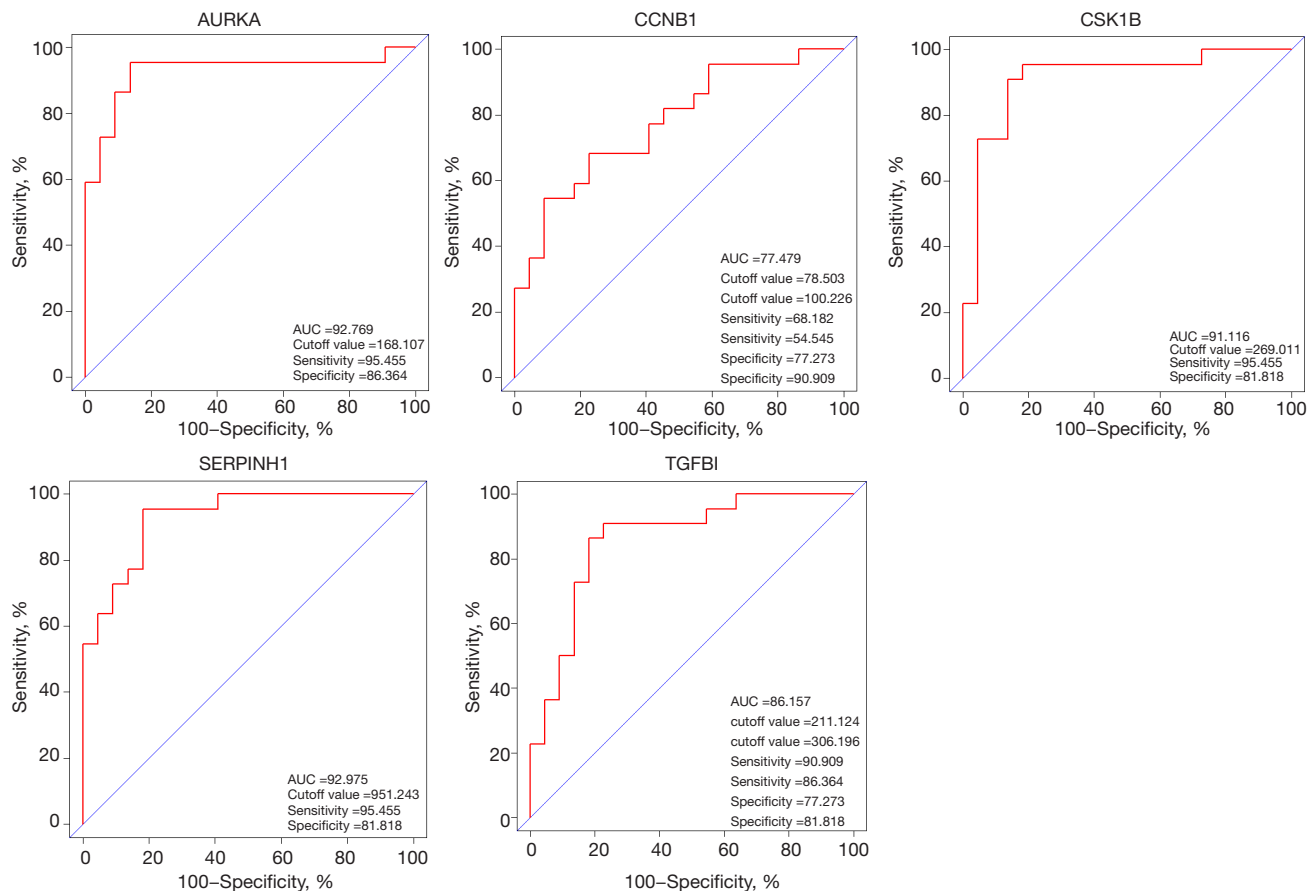 AURKA
100
80
60
40
20
0
Sensitivity, %
AUC =92.769
Cutoff value =168.107
Sensitivity =95.455
Specificity =86.364
0 20 40 60 80 100
100–Specificity, %
CCNB1
100
80
60
40
20
0
Sensitivity, %
AUC =77.479
Cutoff value =78.503
Cutoff value =100.226
Sensitivity =68.182
Sensitivity =54.545
Specificity =77.273
Specificity =90.909
0 20 40 60 80 100
100–Specificity, %
CSK1B
100
80
60
40
20
0
Sensitivity, %
AUC =91.116
Cutoff value =269.011
Sensitivity =95.455
Specificity =81.818
0 20 40 60 80 100
100–Specificity, %
SERPINH1
100
80
60
40
20
0
Sensitivity, %
AUC =92.975
Cutoff value =951.243
Sensitivity =95.455
Specificity =81.818
0 20 40 60 80 100
100–Specificity, %
TGFBI
100
80
60
40
20
0
Sensitivity, %
AUC =86.157
cutoff value =211.124
cutoff value =306.196
Sensitivity =90.909
Sensitivity =86.364
Specificity =77.273
Specificity =81.818
0 20 40 60 80 100
100–Specificity, %